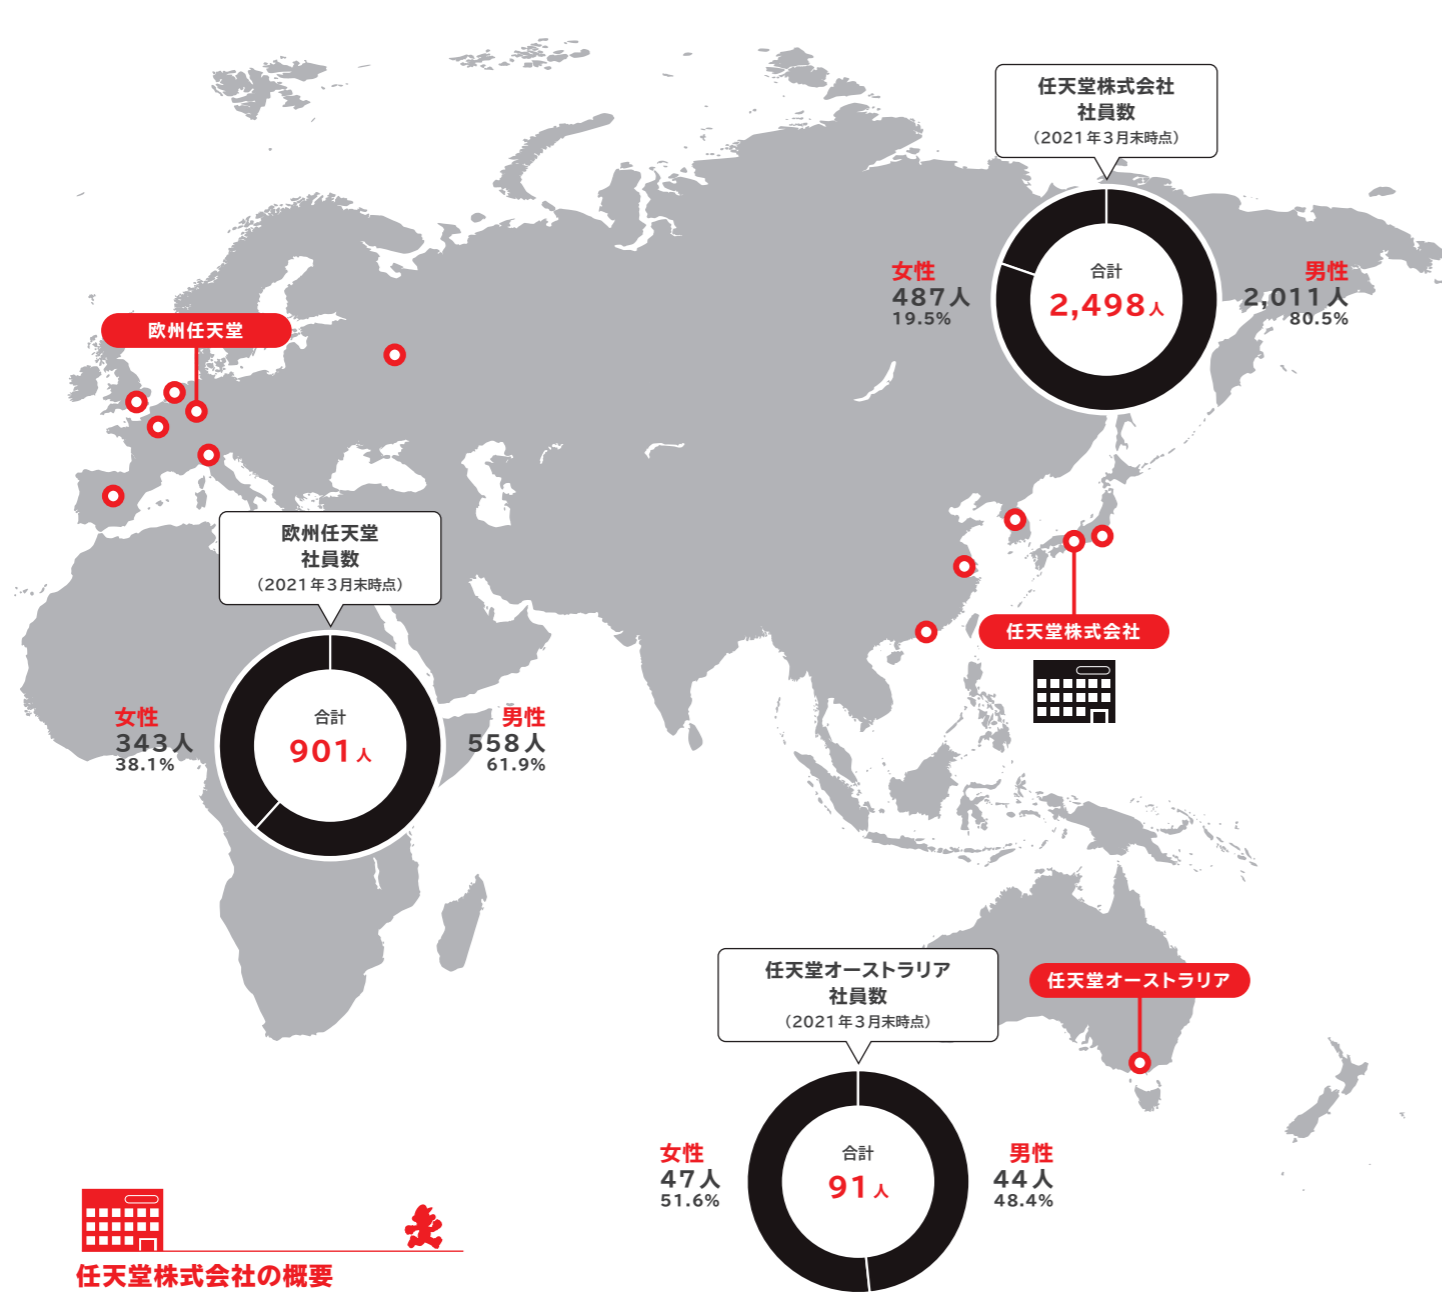 任天堂株式会社
社員数
（2021年3月末時点）
女性
487人
19.5%
合計
2,498人
男性
2,011人
80.5%
欧州任天堂
欧州任天堂
社員数
（2021年3月末時点）
女性
343人
38.1%
合計
901人
男性
558人
61.9%
任天堂株式会社
任天堂オーストラリア
社員数
（2021年3月末時点）
任天堂オーストラリア
女性
47人
51.6%
合計
91人
男性
44人
48.4%
任天堂株式会社の概要